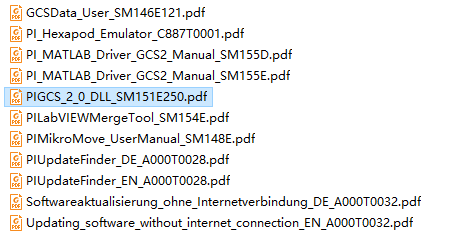 GCSData_User_SM146E121.pdf
PI_Hexapod_Emulator_C887T0001.pdf
PI_MATLAB_Driver_GCS2_Manual_SM155D.pdf
PI_MATLAB_Driver_GCS2_Manual_SM155E.pdf
PIGCS_2_0_DLL_SM151E250.pdf
PILabVIEWMergeTool_SM154E.pdf
PIMikroMove_UserManual_SM148E.pdf
PIUpdateFinder_DE_A000T0028.pdf
PIUpdateFinder_EN_A000T0028.pdf
Softwareaktualisierung_ohne_Internetverbindung_DE_A000T0032.pdf
Updating_software_without_internet_connection_EN_A000T0032.pdf